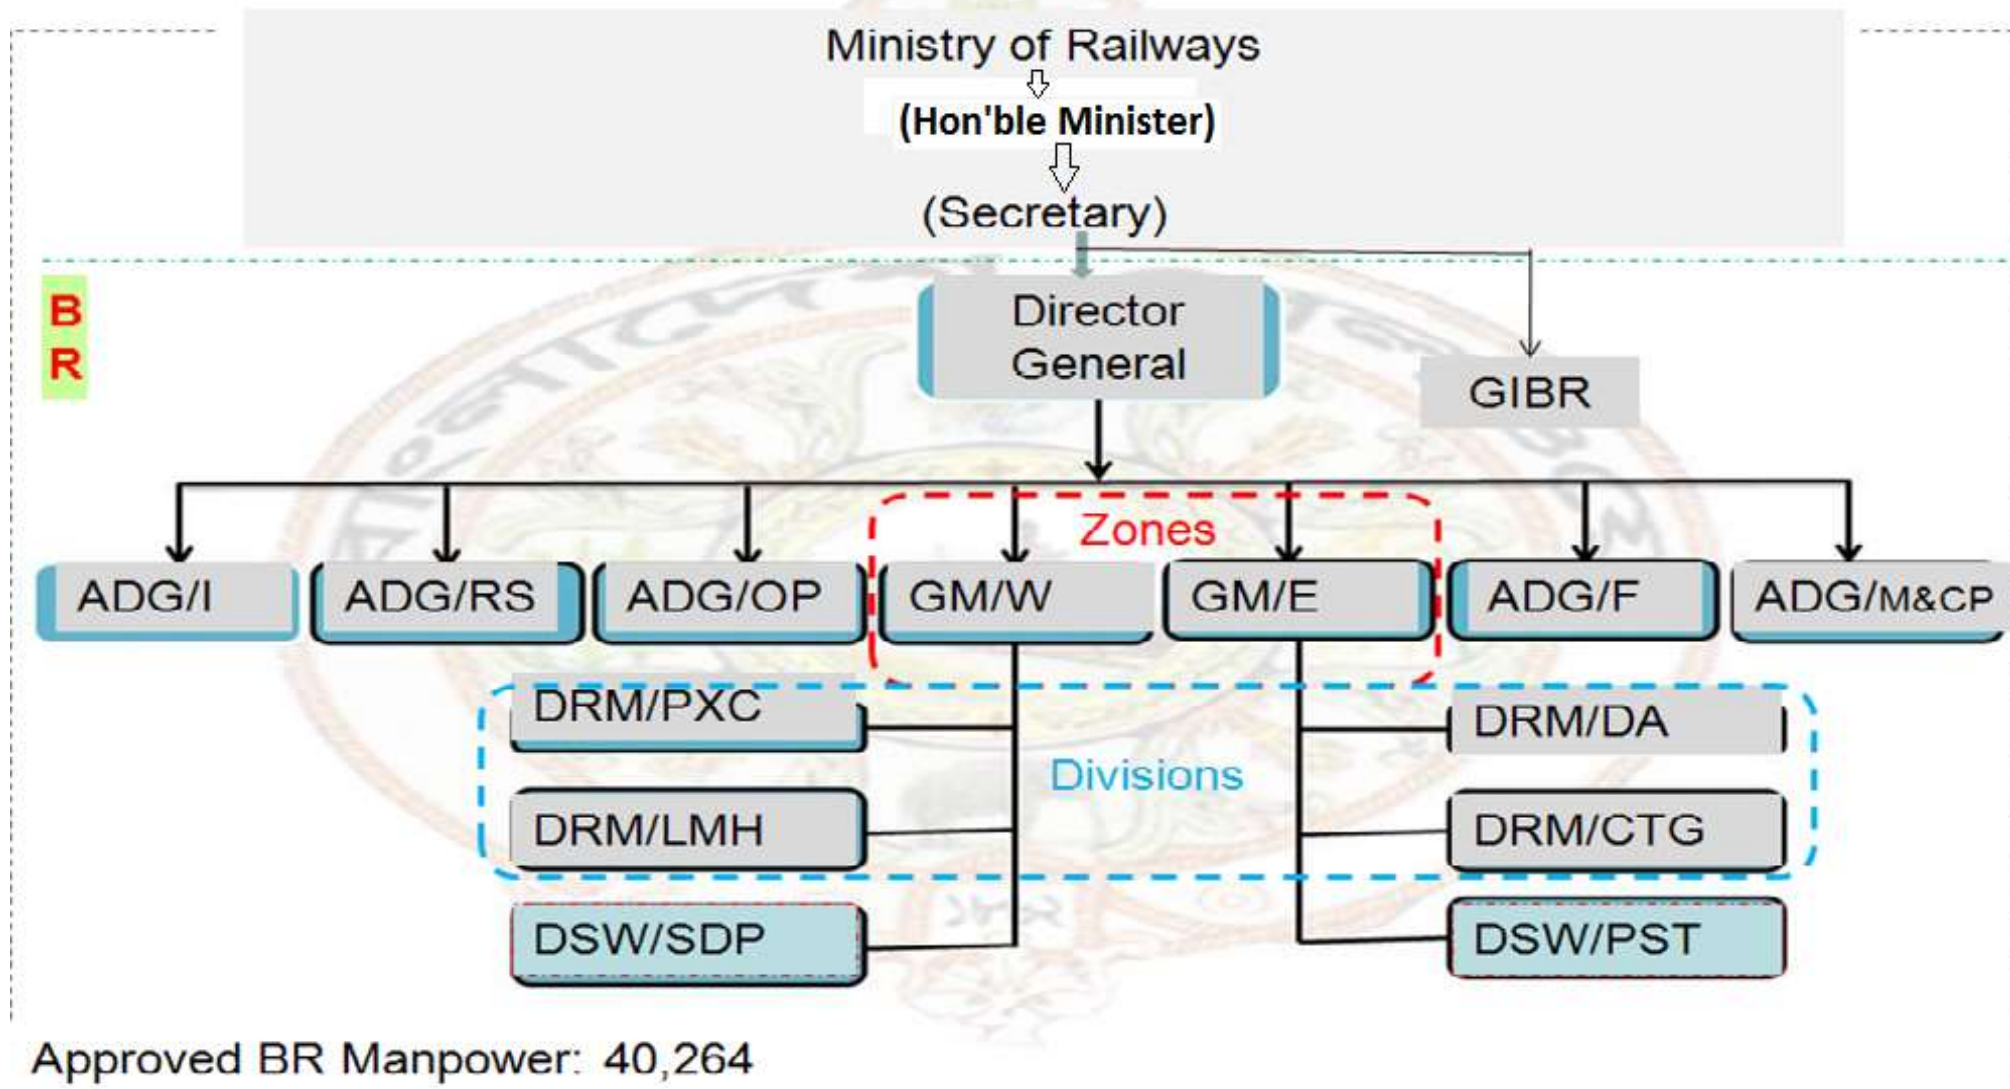 Ministry of Railways
(Hon'ble Minister)
(Secretary)
B
R
Director
General
GIBR
Zones
ADG/I
ADG/RS
ADG/OP
GM/W
GM/E
ADG/F
ADG/M&CP
DRM/PXC
DRM/DA
Divisions
DRM/LMH
DRM/CTG
DSW/SDP
DSW/PST
Approved BR Manpower: 40,264